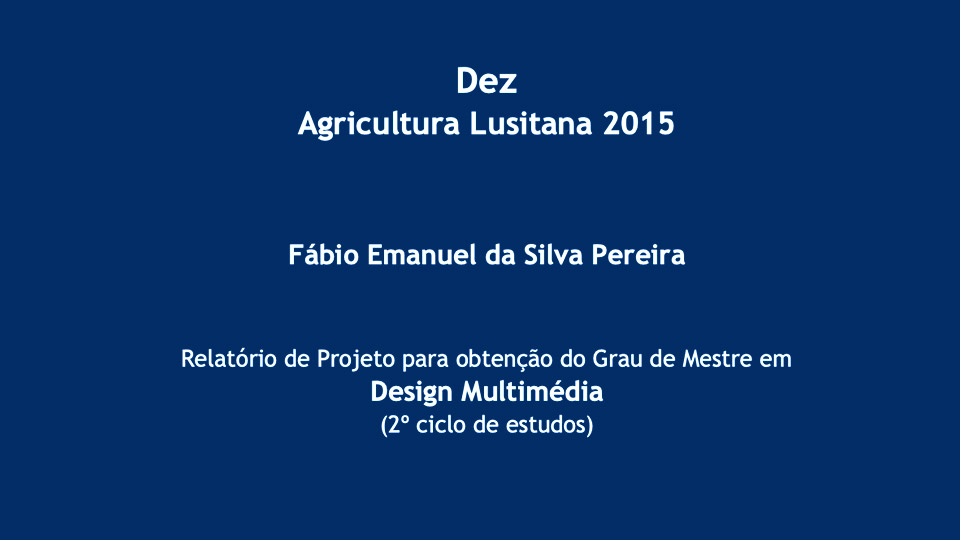 Dez
Agricultura Lusitana 2015
Fábio Emanuel da Silva Pereira
Relatório de Projeto para obtenção do Grau de Mestre em
Design Multimédia
(2º ciclo de estudos)